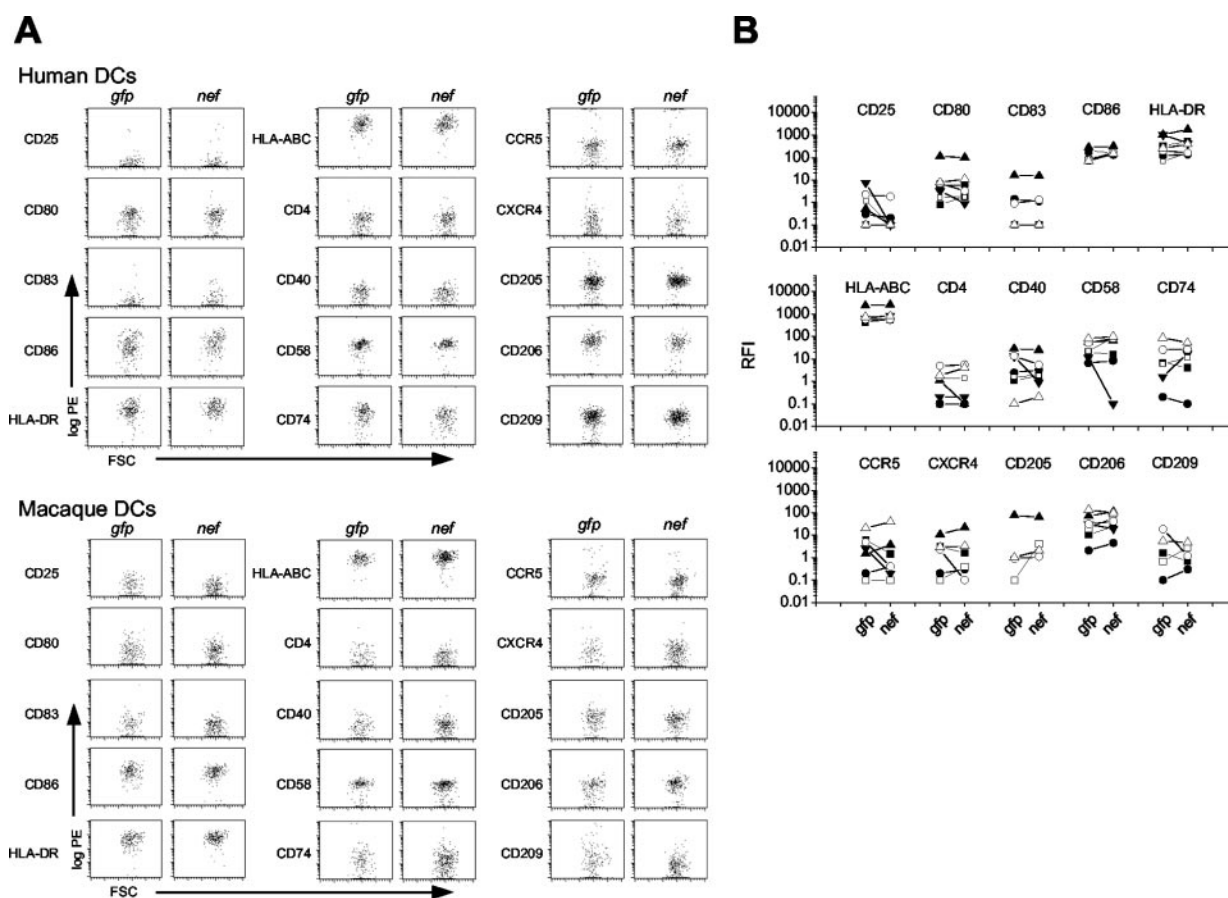 A
Human DCs
gfp nef gfp nef gfp nef
CD25 HLA-ABC CCR5
CD80 CD4 CXCR4
CD83 CD40 CD205
CD86 CD58 CD206
HLA-DR CD74 CD209
log PE
FSC
Macaque DCs
gfp nef gfp nef gfp nef
CD25 HLA-ABC CCR5
CD80 CD4 CXCR4
CD83 CD40 CD205
CD86 CD58 CD206
HLA-DR CD74 CD209
log PE
FSC
B
RFI
CD25 CD80 CD83 CD86 HLA-DR
10000
1000
100
10
1
0.1
0.01
HLA-ABC CD4 CD40 CD58 CD74
10000
1000
100
10
1
0.1
0.01
CCR5 CXCR4 CD205 CD206 CD209
10000
1000
100
10
1
0.1
0.01
gfp nef gfp nef gfp nef gfp nef gfp nef